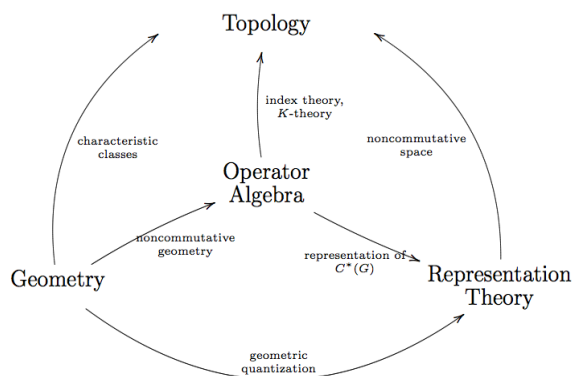 Topology
index theory,
K-theory
characteristic
classes
noncommutative
space
Operator
Algebra
noncommutative
geometry
representation of
C*(G)
Geometry
Representation
Theory
geometric
quantization